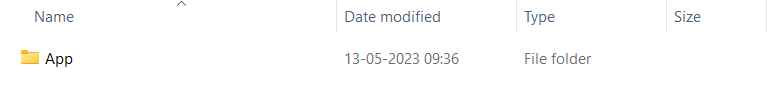 Name Date modified Type Size
App 13-05-2023 09:36 File folder